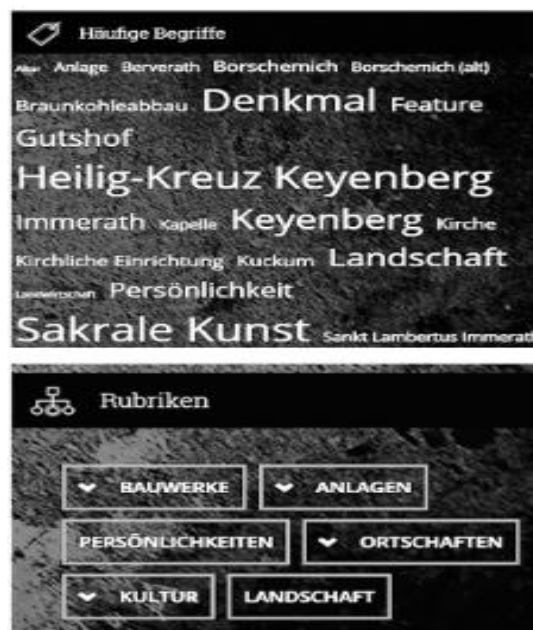 Häufige Begriffe
Altar Anlage Berverath Borschemich Borschemich (alt)
Braunkohleabbau Denkmal Feature
Gutshof
Heilig-Kreuz Keyenberg
Immerath Kapelle Keyenberg Kirche
Kirchliche Einrichtung Kuckum Landschaft
Landwirtschaft Persönlichkeit
Sakrale Kunst Sankt Lambertus Immerath
Rubriken
BAUWERKE ANLAGEN
PERSÖNLICHKEITEN ORTSCHAFTEN
KULTUR LANDSCHAFT